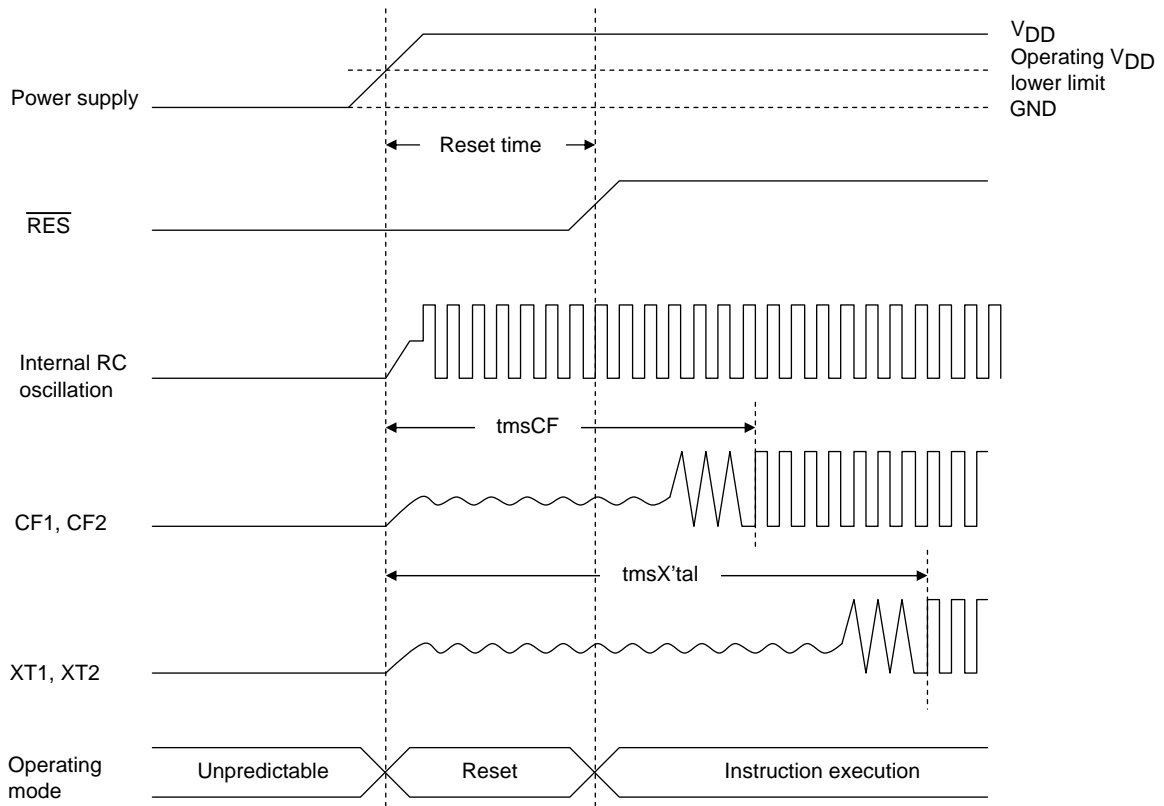 VDD
Operating VDD
lower limit
GND
Power supply
Reset time
RES
Internal RC
oscillation
tmsCF
CF1, CF2
tmsX'tal
XT1, XT2
Operating
mode
Unpredictable
Reset
Instruction execution